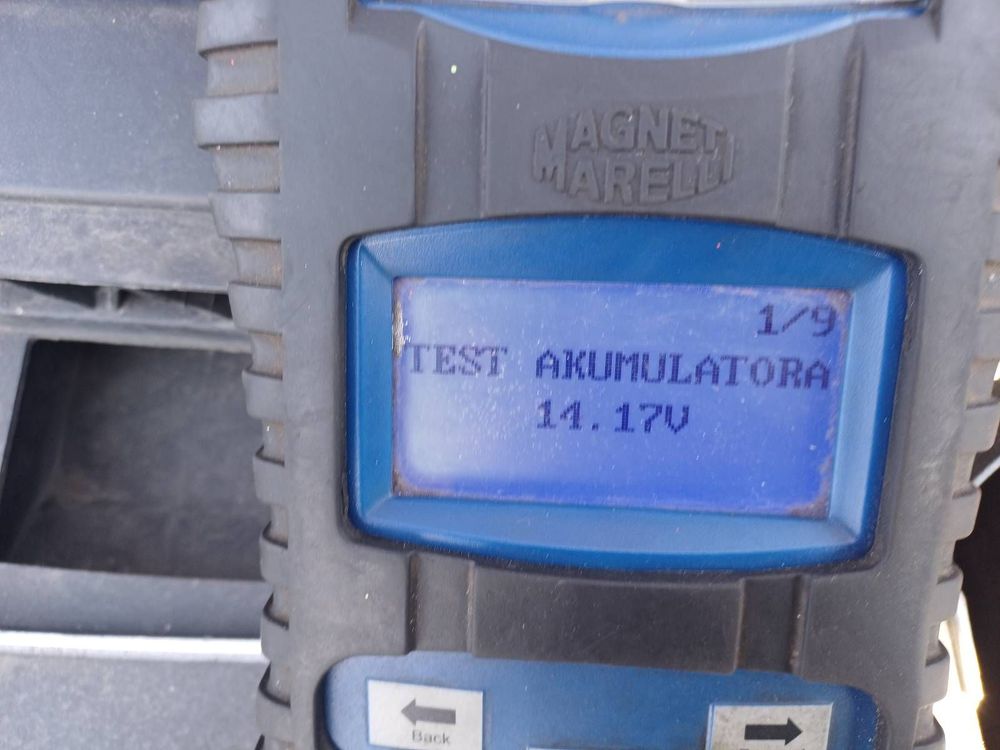 MAGNETI
MARELLI
1/9
TEST AKUMULATORA
14.17V
Back